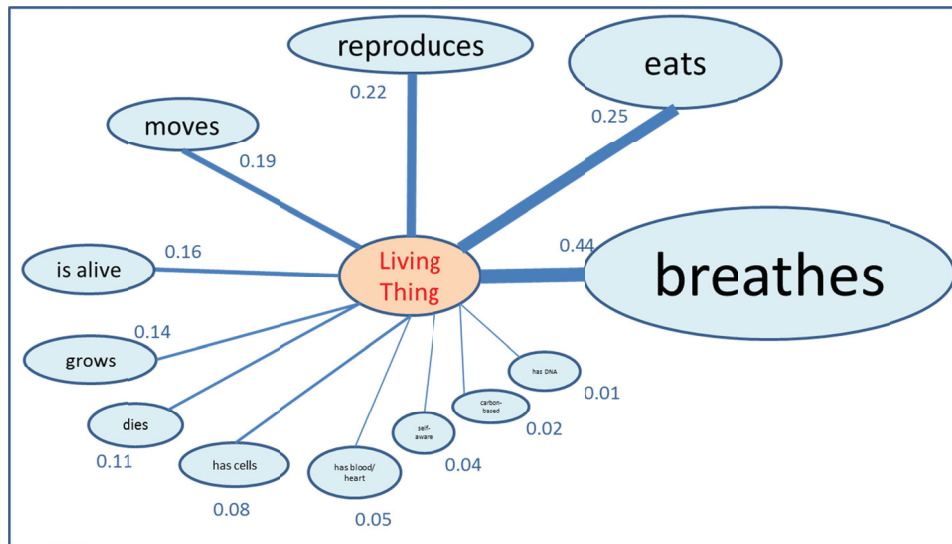 reproduces
0.22
eats
0.25
moves
0.19
breathes
0.44
Living
Thing
is alive
0.16
grows
0.14
dies
0.11
has cells
0.08
has blood/
heart
0.05
self-
aware
0.04
carbon-
based
0.02
has DNA
0.01